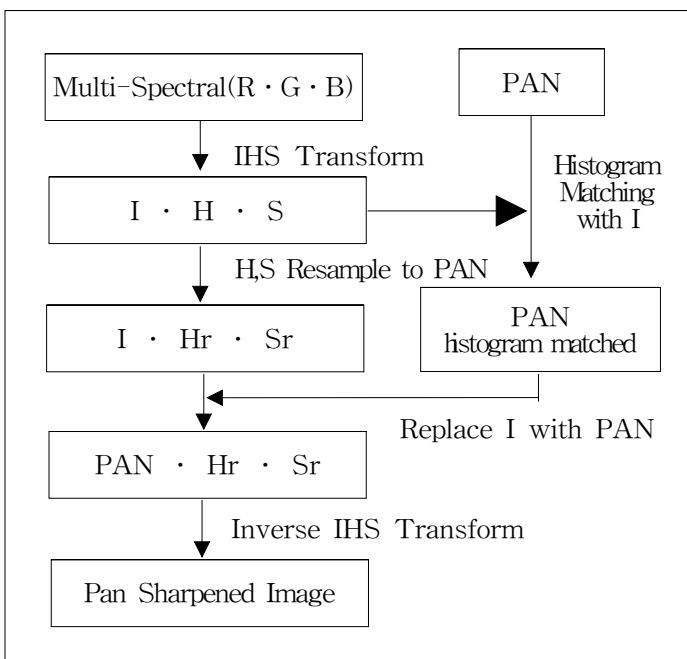 Multi-Spectral(R · G · B)
PAN
IHS Transform
Histogram
Matching
with I
I · H · S
H,S Resample to PAN
PAN
histogram matched
I · Hr · Sr
Replace I with PAN
PAN · Hr · Sr
Inverse IHS Transform
Pan Sharpened Image